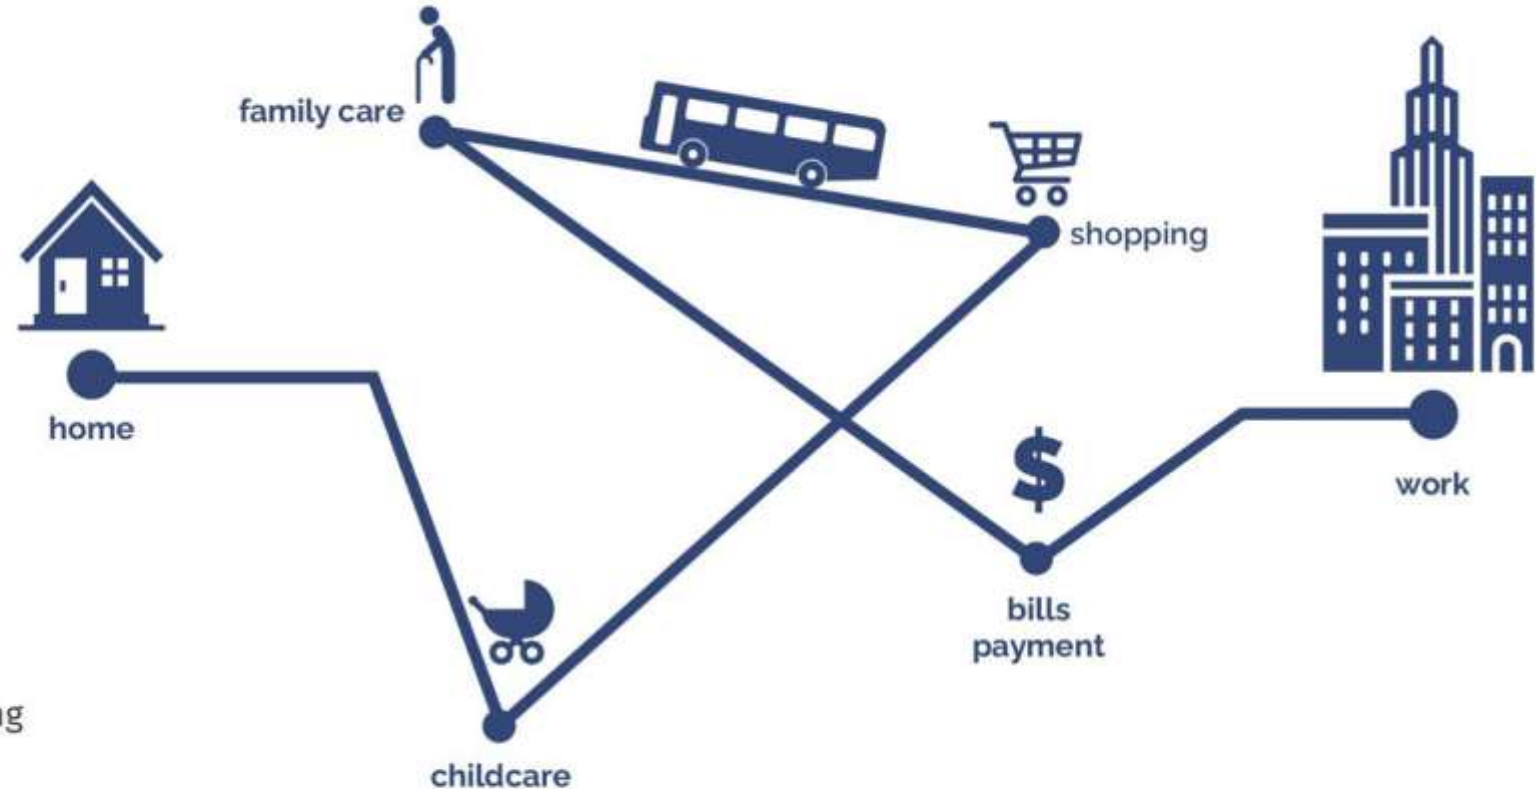 family care
shopping
home
$
work
bills
payment
childcare